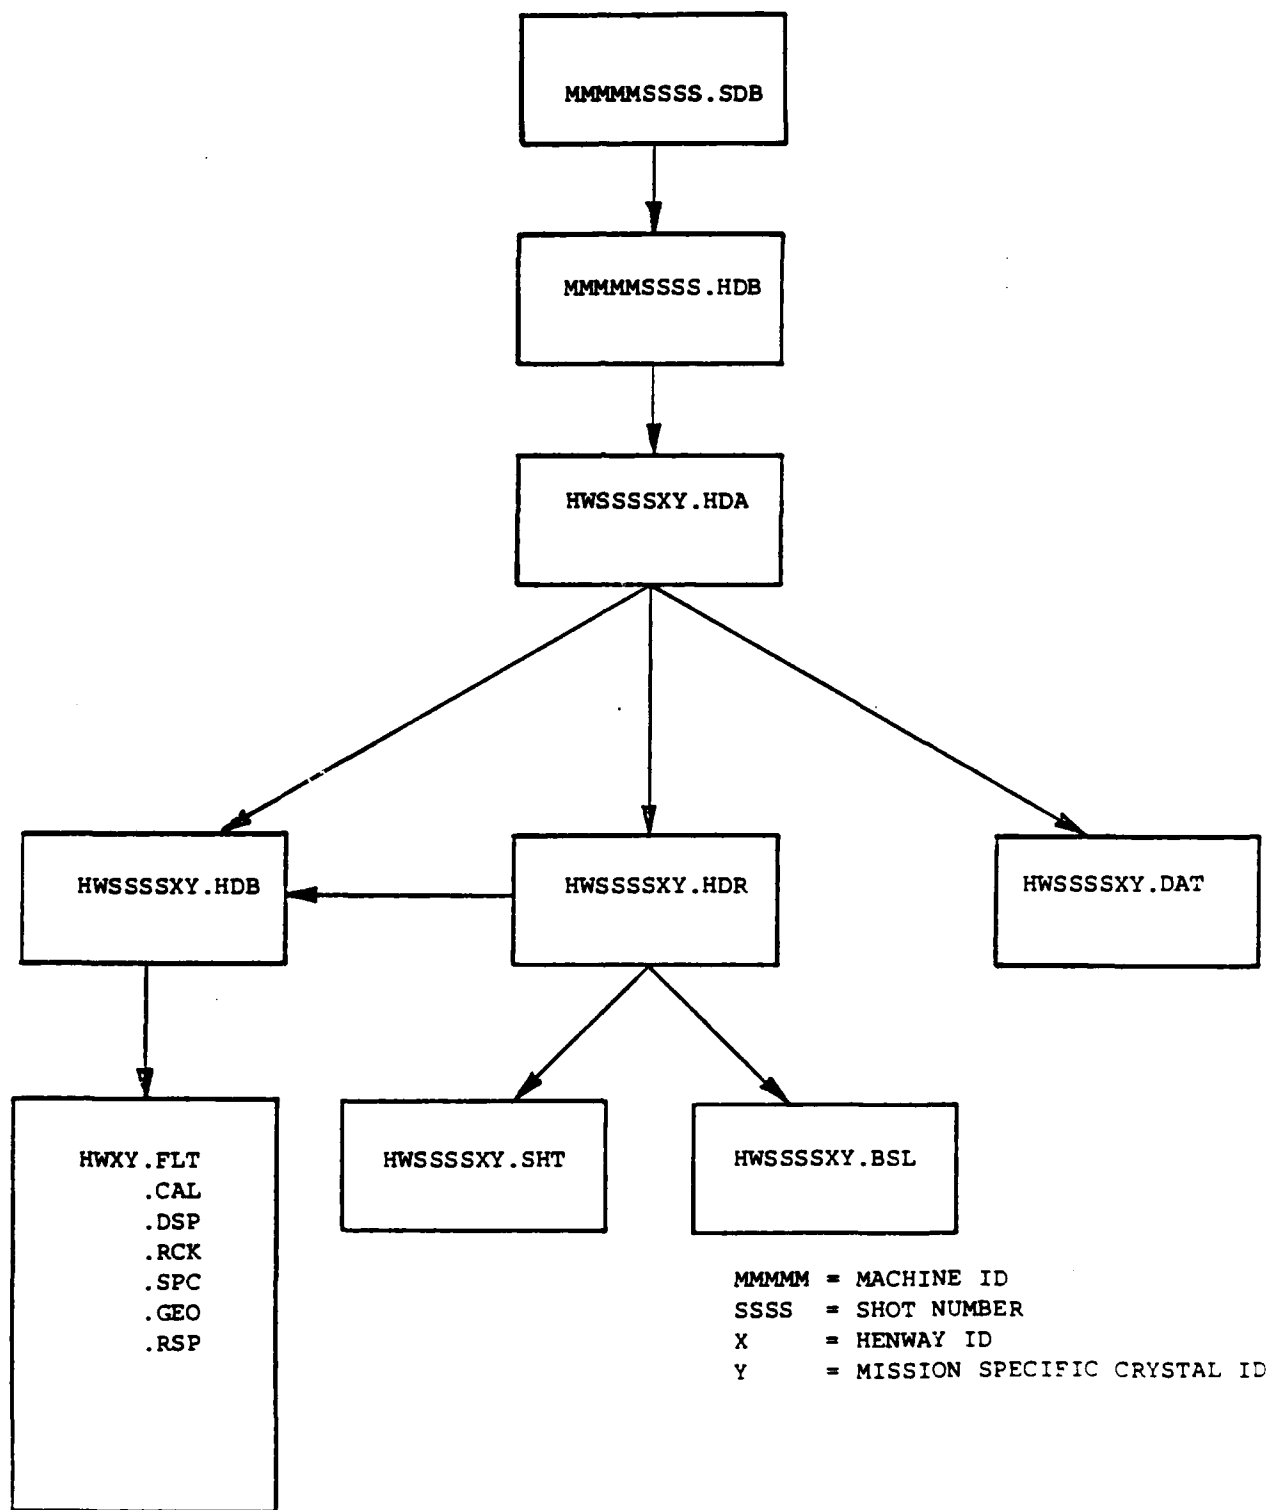 MMMMMSSSS.SDB
MMMMMSSSS.HDB
HWSSSSXY.HDA
HWSSSSXY.HDB
HWSSSSXY.HDR
HWSSSSXY.DAT
HWXY.FLT
.CAL
.DSP
.RCK
.SPC
.GEO
.RSP
HWSSSSXY.SHT
HWSSSSXY.BSL
MMMMM = MACHINE ID
SSSS = SHOT NUMBER
X = HENWAY ID
Y = MISSION SPECIFIC CRYSTAL ID